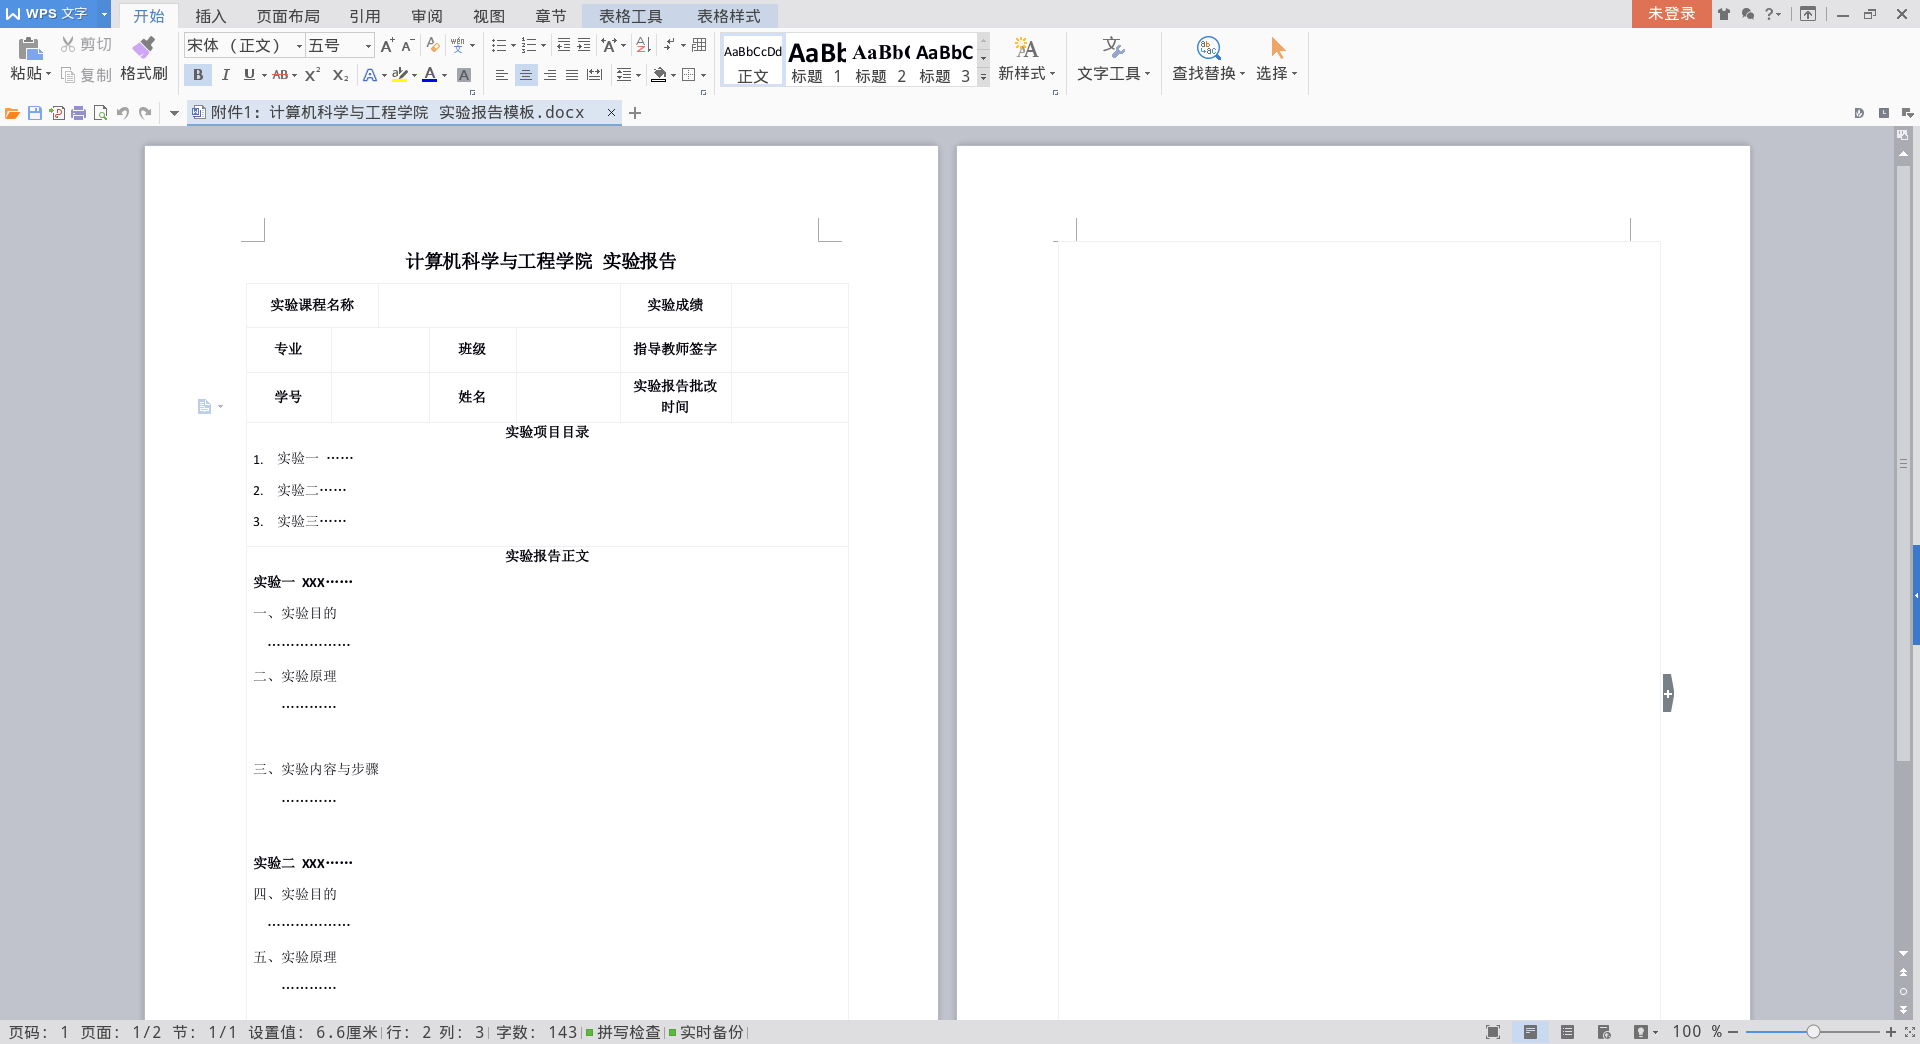 WPS 文字
开始 插入 页面布局 引用 审阅 视图 章节 表格工具 表格样式 未登录
粘贴 剪切 复制 格式刷 宋体 (正文) 五号
AaBbCcDd 正文 AaBb 标题 1 AaBb( 标题 2 AaBbC 标题 3
新样式 文字工具 查找替换 选择
附件1: 计算机科学与工程学院 实验报告模板.docx
计算机科学与工程学院 实验报告
实验课程名称 实验成绩
专业 班级 指导教师签字
学号 姓名 实验报告批改
时间
实验项目目录
1. 实验一 ······
2. 实验二······
3. 实验三······
实验报告正文
实验一 XXX······
一、实验目的
··················
二、实验原理
············
三、实验内容与步骤
············
实验二 XXX······
四、实验目的
··················
五、实验原理
············
页码: 1 页面: 1/2 节: 1/1 设置值: 6.6厘米 行: 2 列: 3 字数: 143 拼写检查 实时备份 100 %